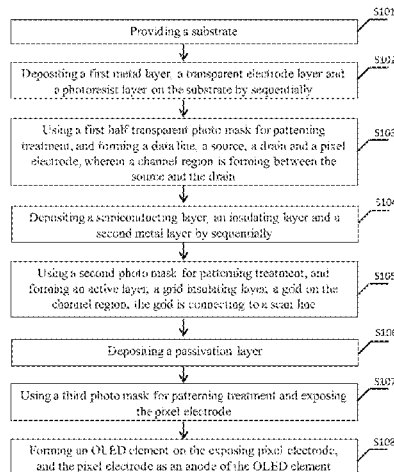 S101
Providing a substrate
S102
Depositing a first metal layer, a transparent electrode layer and
a photoresist layer on the substrate by sequentially
S103
Using a first half transparent photo mask for patterning
treatment, and forming a data line, a source, a drain and a pixel
electrode, wherein a channel region is forming between the
source and the drain
S104
Depositing a semiconducting layer, an insulating layer and a
second metal layer by sequentially
S105
Using a second photo mask for patterning treatment, and
forming an active layer, a grid insulating layer, a grid on the
channel region, the grid is connecting to a scan line
S106
Depositing a passivation layer
S107
Using a third photo mask for patterning treatment and exposing
the pixel electrode
S108
Forming an OLED element on the exposing pixel electrode,
and the pixel electrode as an anode of the OLED element